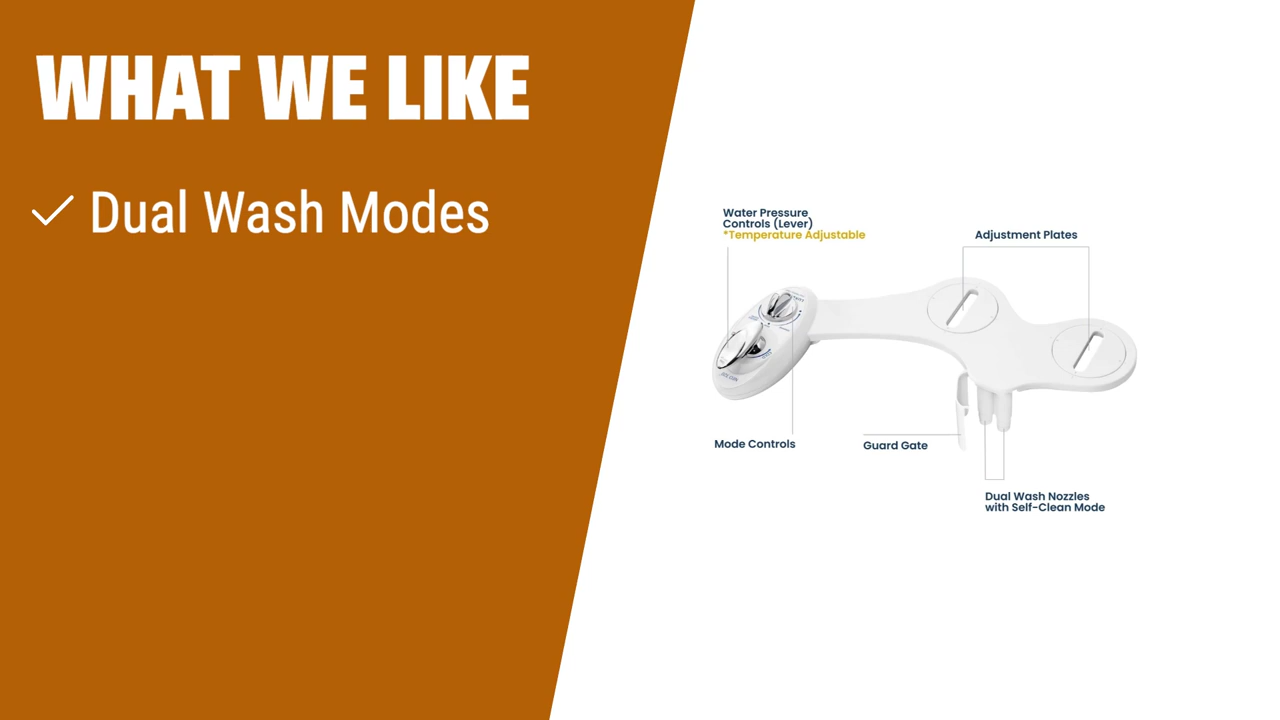 WHAT WE LIKE
Dual Wash Modes
Water Pressure
Controls (Lever)
*Temperature Adjustable
Adjustment Plates
Mode Controls
Guard Gate
Dual Wash Nozzles
with Self-Clean Mode